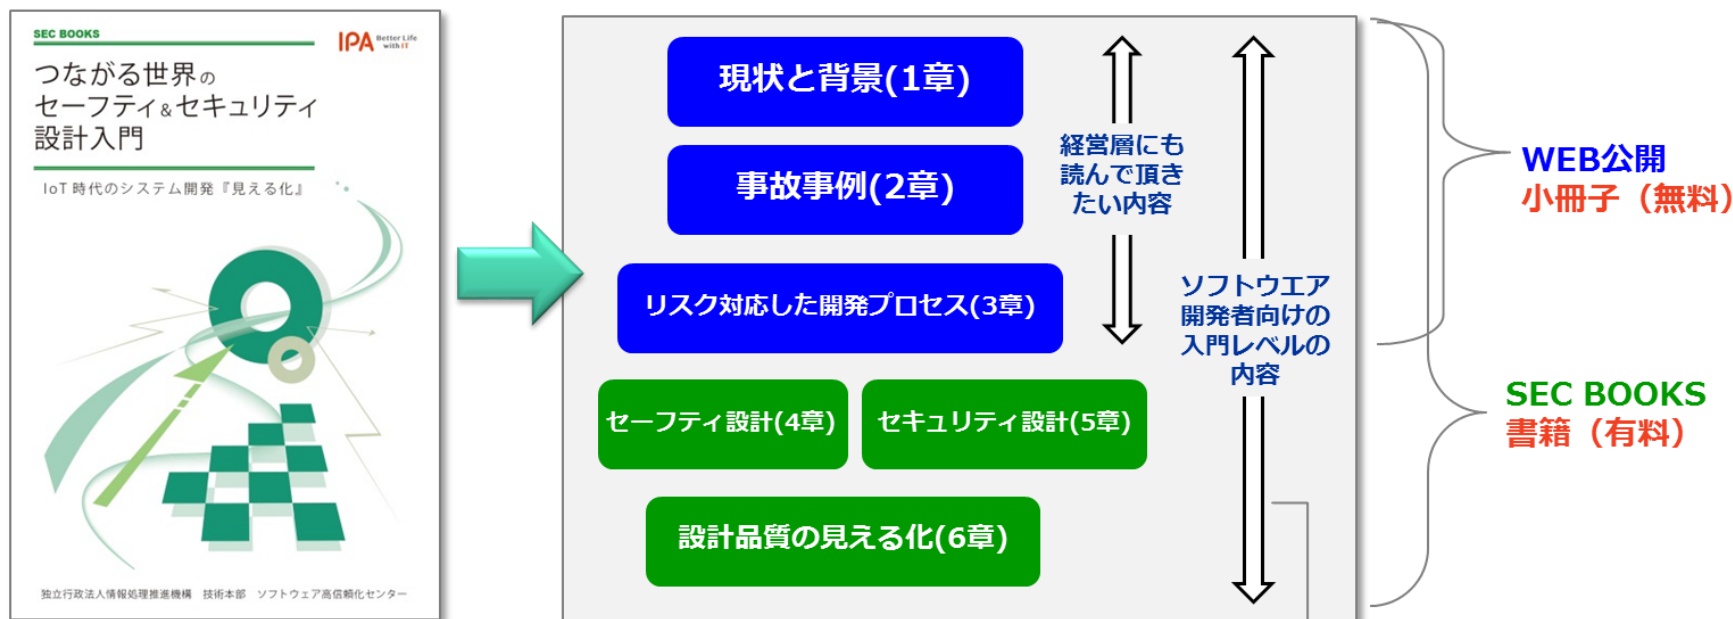 SEC BOOKS
IPA Better Life with IT
つながる世界の
セーフティ&セキュリティ
設計入門
IoT時代のシステム開発『見える化』
独立行政法人情報処理推進機構 技術本部 ソフトウェア高信頼化センター
現状と背景(1章)
事故事例(2章)
リスク対応した開発プロセス(3章)
セーフティ設計(4章)
セキュリティ設計(5章)
設計品質の見える化(6章)
経営層にも
読んで頂き
たい内容
ソフトウエア
開発者向けの
入門レベルの
内容
WEB公開
小冊子（無料）
SEC BOOKS
書籍（有料）